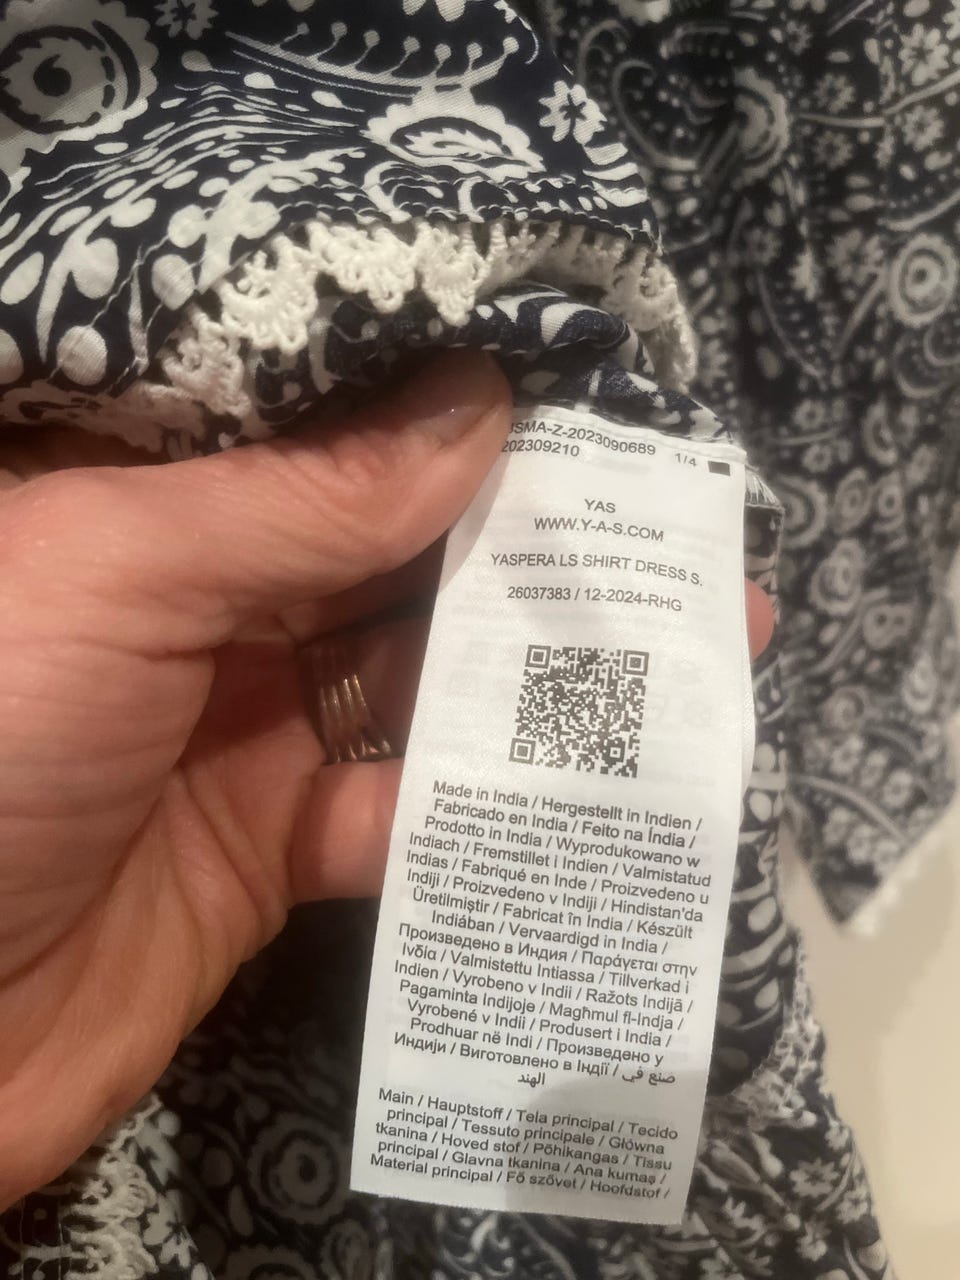 SMA-Z-2023090689 1/4
202309210
YAS
WWW.Y-A-S.COM
YASPERA LS SHIRT DRESS S.
26037383 / 12-2024-RHG
Made in India / Hergestellt in Indien /
Fabricado en India / Feito na Índia /
Prodotto in India / Wyprodukowano w
Indiach / Fremstillet i Indien / Valmistatud
Indias / Fabriqué en Inde / Proizvedeno u
Indiji / Proizvedeno v Indiji / Hindistan'da
Üretilmiştir / Fabricat în India / Készült
Indiában / Vervaardigd in India /
Произведено в Индия / Παράγεται στην
Ινδία / Valmistettu Intiassa / Tillverkad i
Indien / Vyrobeno v Indii / Ražots Indijā /
Pagaminta Indijoje / Magħmul fl-Indja /
Vyrobené v Indii / Produsert i India /
Prodhuar në Indi / Произведено у
Индији / Виготовлено в Індії / صنع في
الهند
Main / Hauptstoff / Tela principal / Tecido
principal / Tessuto principale / Główna
tkanina / Hoved stof / Põhikangas / Tissu
principal / Glavna tkanina / Ana kumaş /
Material principal / Fő szövet / Hoofdstof /